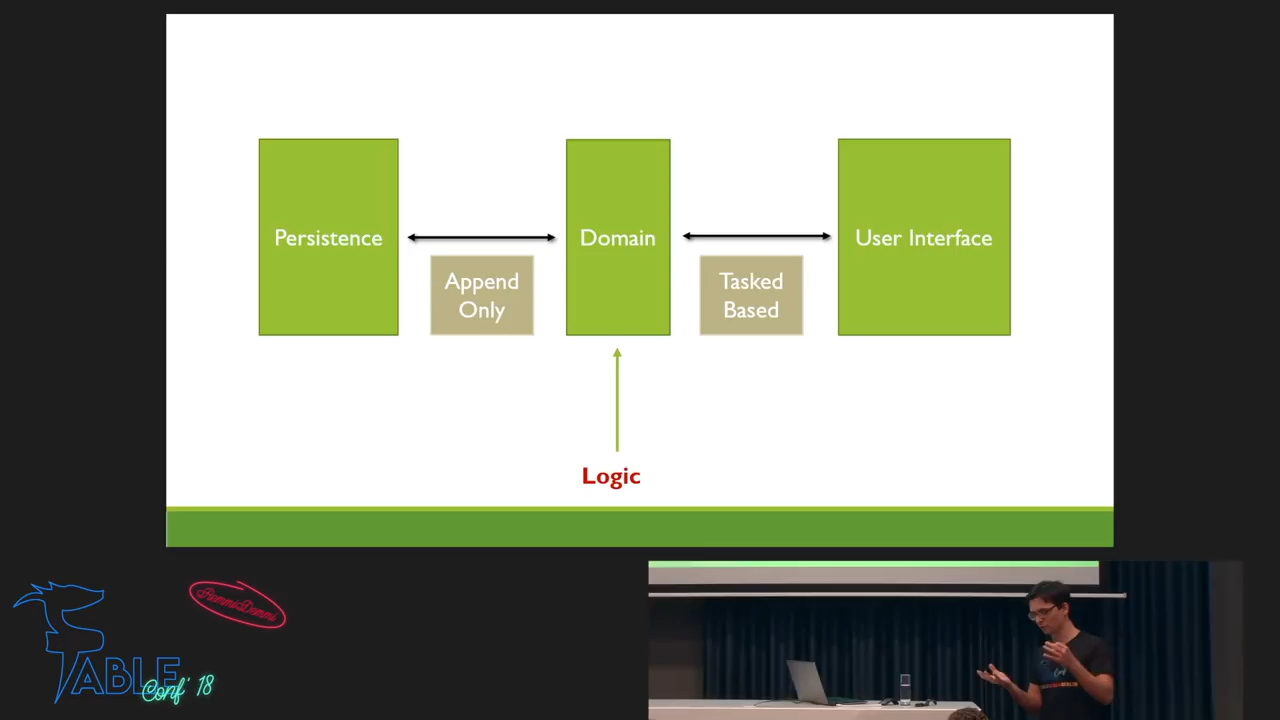 Persistence
Append
Only
Domain
Tasked
Based
User Interface
Logic
ABLE
Conf' 18